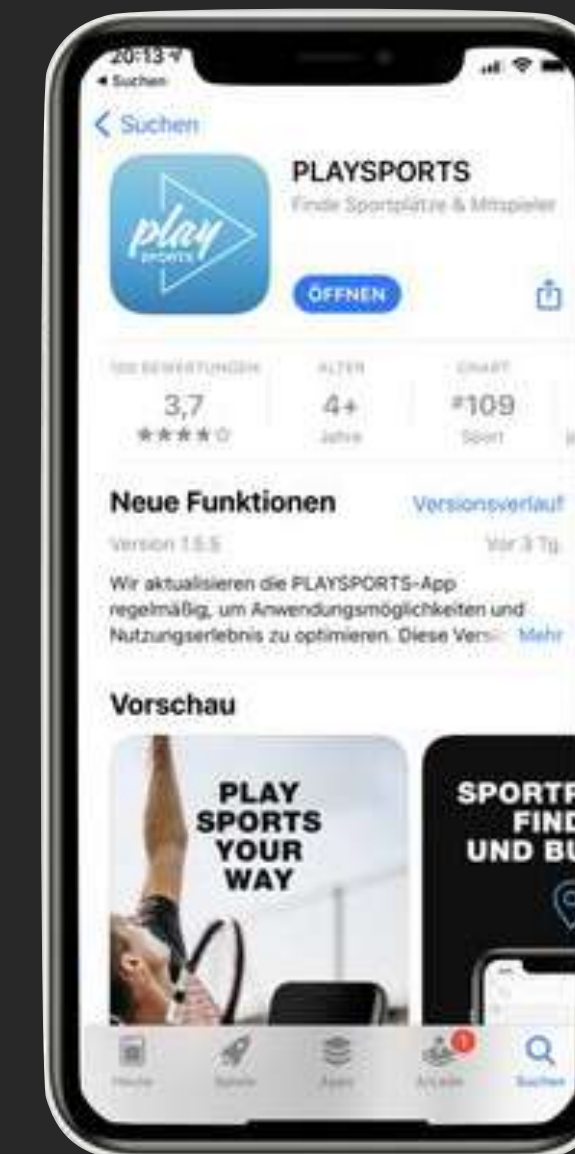 20:13
◀ Suchen
Suchen
play
SPORTS
PLAYSPORTS
Finde Sportplätze & Mitspieler
ÖFFNEN
BEWERTUNGEN
ALTER
CHART
3,7
4+
#109
Jahre
Sport
Neue Funktionen
Versionsverlauf
Version 1.5.5
Vor 3 Tg.
Wir aktualisieren die PLAYSPORTS-App
regelmäßig, um Anwendungsmöglichkeiten und
Nutzungserlebnis zu optimieren. Diese Versi
Mehr
Vorschau
PLAY
SPORTS
YOUR
WAY
SPORTP
FIND
UND BU
Heute
Spiele
Apps
Arcade
1
Suchen